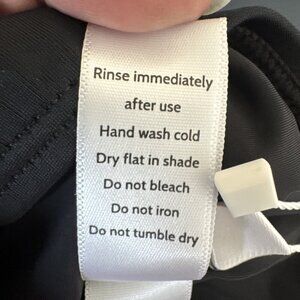 Rinse immediately
after use
Hand wash cold
Dry flat in shade
Do not bleach
Do not iron
Do not tumble dry